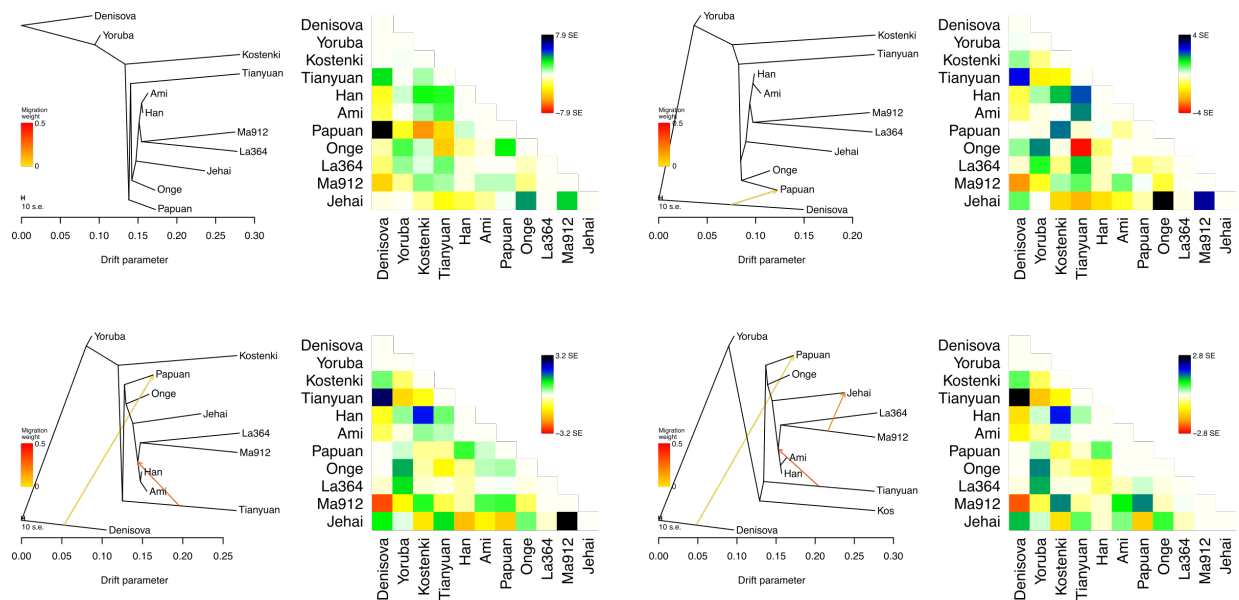 Denisova
Yoruba
Kostenki
Tianyuan
Ami
Han
Ma912
La364
Jehai
Onge
Papuan
Migration
weight
0.5
0
10 s.e.
0.00 0.05 0.10 0.15 0.20 0.25 0.30
Drift parameter
Denisova
Yoruba
Kostenki
Tianyuan
Han
Ami
Papuan
Onge
La364
Ma912
Jehai
7.9 SE
−7.9 SE
Denisova
Yoruba
Kostenki
Tianyuan
Han
Ami
Papuan
Onge
La364
Ma912
Jehai
Yoruba
Kostenki
Tianyuan
Han
Ami
Ma912
La364
Jehai
Onge
Papuan
Denisova
Migration
weight
0.5
0
10 s.e.
0.00 0.05 0.10 0.15 0.20
Drift parameter
Denisova
Yoruba
Kostenki
Tianyuan
Han
Ami
Papuan
Onge
La364
Ma912
Jehai
4 SE
−4 SE
Denisova
Yoruba
Kostenki
Tianyuan
Han
Ami
Papuan
Onge
La364
Ma912
Jehai
Yoruba
Kostenki
Papuan
Onge
Jehai
La364
Ma912
Han
Ami
Tianyuan
Denisova
Migration
weight
0.5
0
10 s.e.
0.00 0.05 0.10 0.15 0.20 0.25
Drift parameter
Denisova
Yoruba
Kostenki
Tianyuan
Han
Ami
Papuan
Onge
La364
Ma912
Jehai
3.2 SE
−3.2 SE
Denisova
Yoruba
Kostenki
Tianyuan
Han
Ami
Papuan
Onge
La364
Ma912
Jehai
Yoruba
Papuan
Onge
Jehai
La364
Ma912
Ami
Han
Tianyuan
Kos
Denisova
Migration
weight
0.5
0
10 s.e.
0.00 0.05 0.10 0.15 0.20 0.25 0.30
Drift parameter
Denisova
Yoruba
Kostenki
Tianyuan
Han
Ami
Papuan
Onge
La364
Ma912
Jehai
2.8 SE
−2.8 SE
Denisova
Yoruba
Kostenki
Tianyuan
Han
Ami
Papuan
Onge
La364
Ma912
Jehai